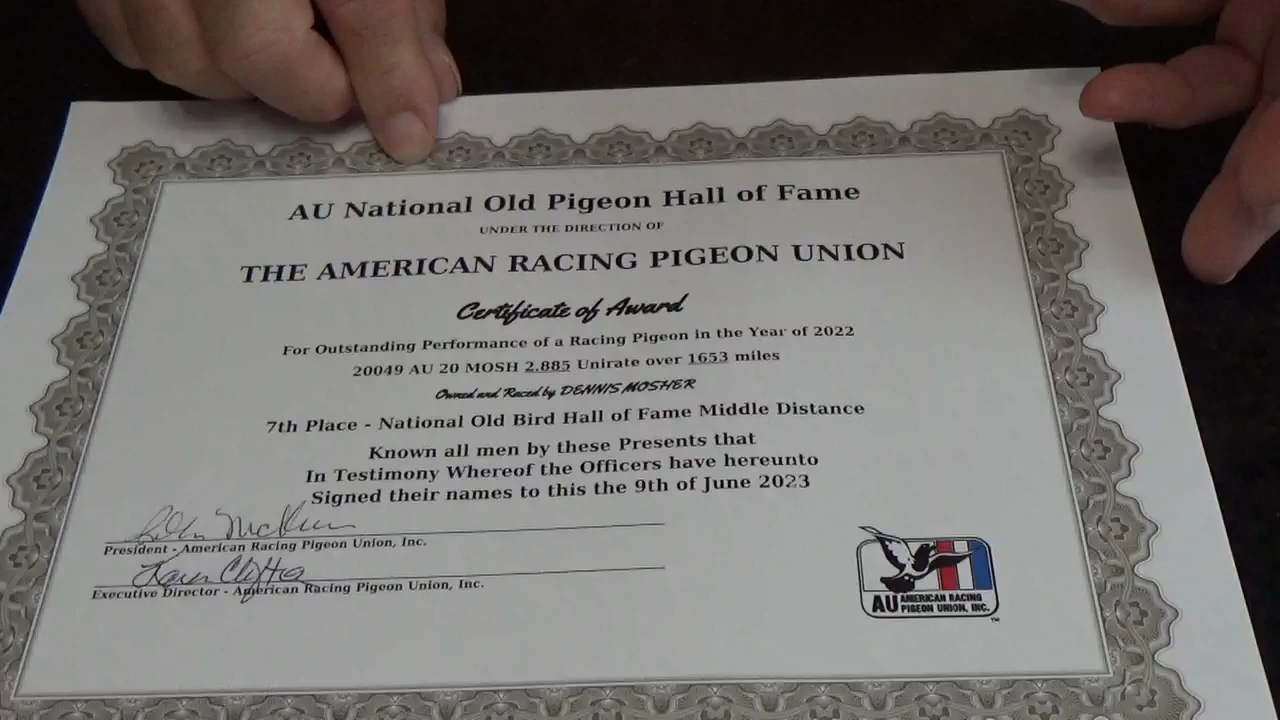 AU National Old Pigeon Hall of Fame
UNDER THE DIRECTION OF
THE AMERICAN RACING PIGEON UNION
Certificate of Award
For Outstanding Performance of a Racing Pigeon in the Year of 2022
20049 AU 20 MOSH 2.885 Unirate over 1653 miles
Owned and Raced by DENNIS MOSHER
7th Place - National Old Bird Hall of Fame Middle Distance
Known all men by these Presents that
In Testimony Whereof the Officers have hereunto
Signed their names to this the 9th of June 2023
President - American Racing Pigeon Union, Inc.
Karen Clifton
Executive Director - American Racing Pigeon Union, Inc.
AU AMERICAN RACING
PIGEON UNION, INC.
TM